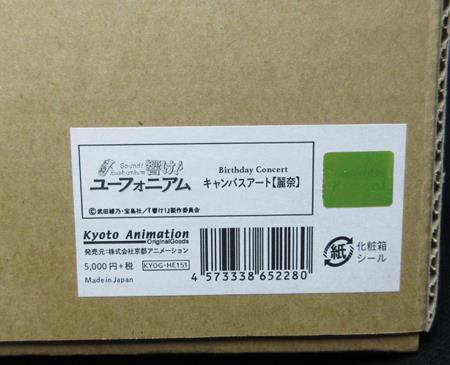 Sound!
Euphonium
響け!
ユーフォニアム
Birthday Concert
キャンバスアート【麗奈】
©武田綾乃・宝島社/『響け!』製作委員会
Kyoto Animation
OriginalGoods
発売元:株式会社京都アニメーション
5,000円+税
KYOG-HE151
Made in Japan
4 573338 652280
紙
化粧箱
シール